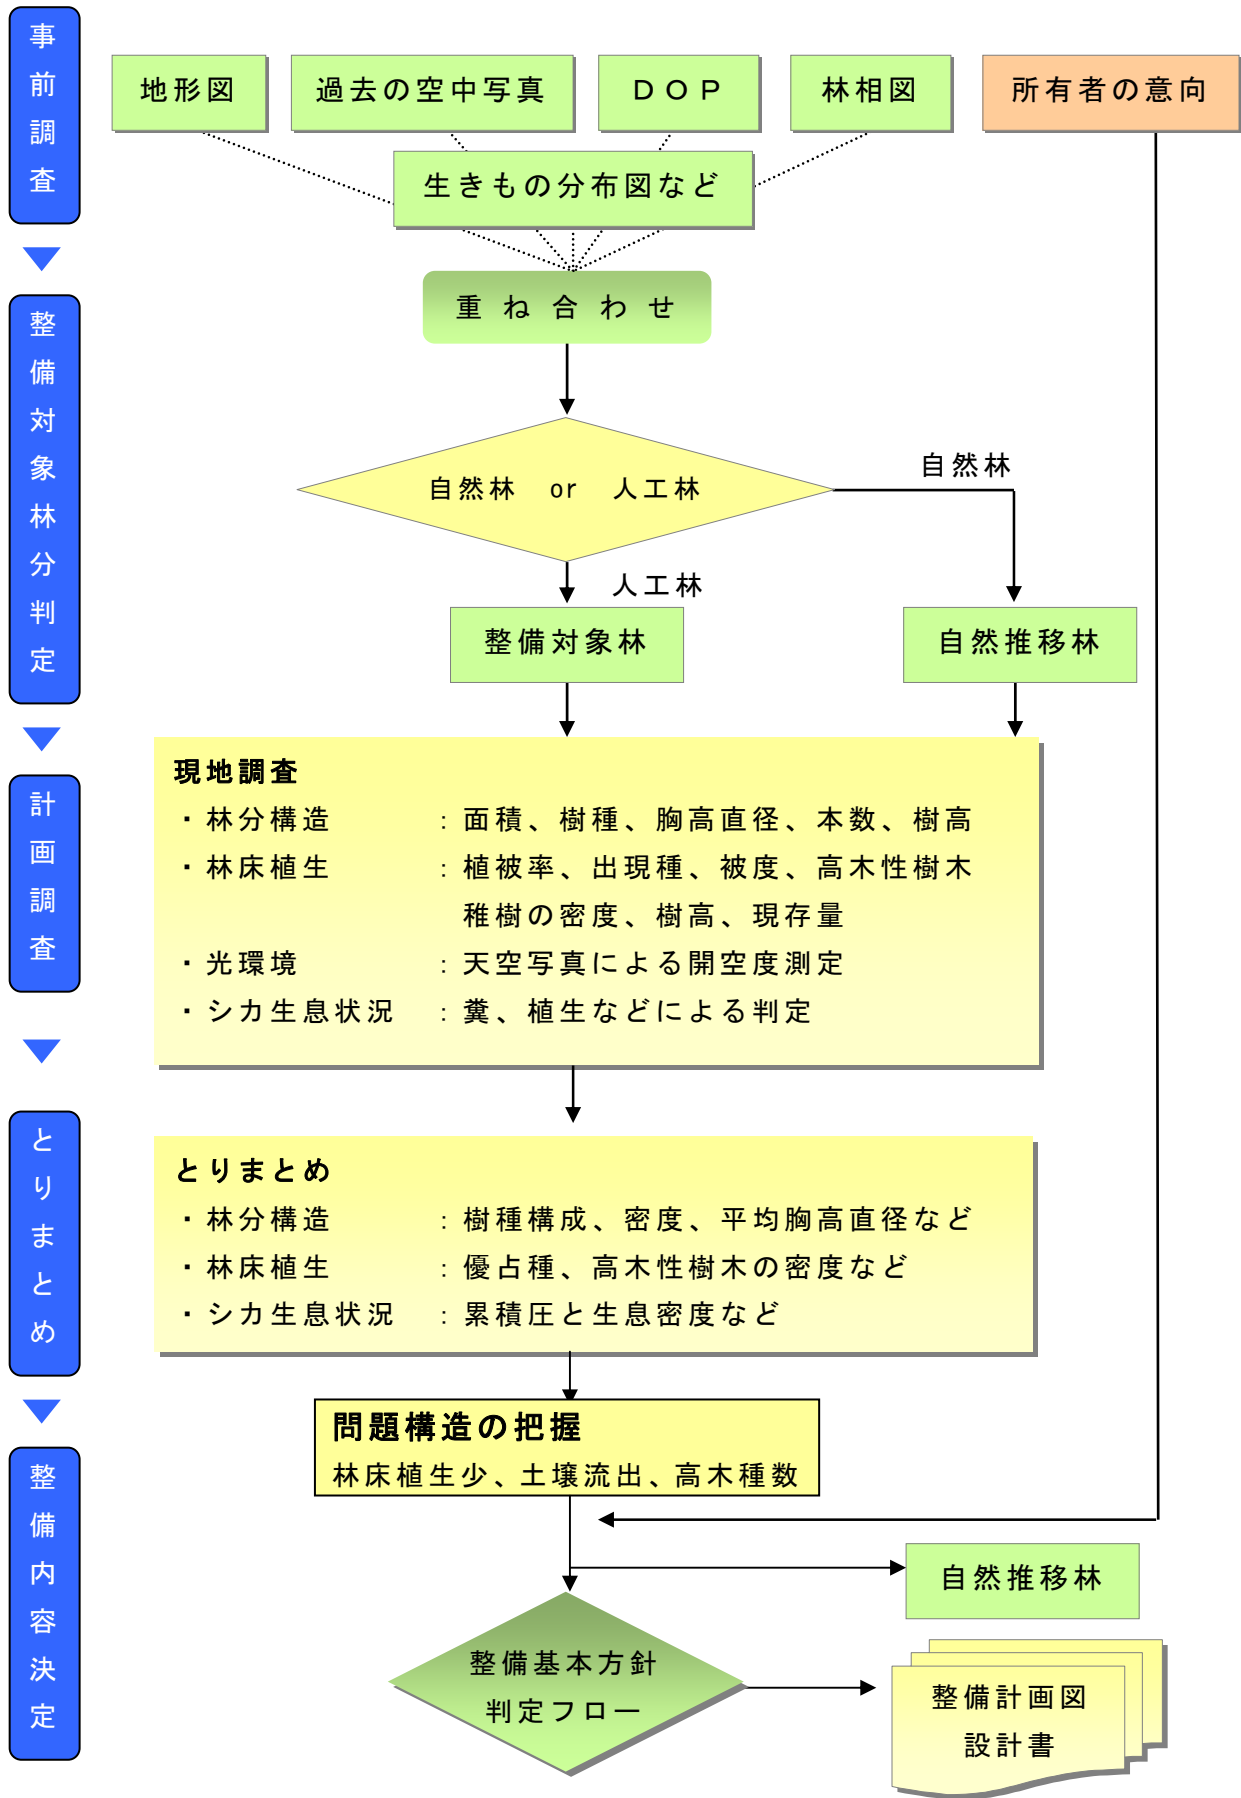 事前調査
地形図
過去の空中写真
ＤＯＰ
林相図
所有者の意向
生きもの分布図など
重ね合わせ
整備対象林分判定
自然林　or　人工林
自然林
人工林
整備対象林
自然推移林
計画調査
現地調査
・林分構造　：面積、樹種、胸高直径、本数、樹高
・林床植生　：植被率、出現種、被度、高木性樹木
稚樹の密度、樹高、現存量
・光環境　：天空写真による開空度測定
・シカ生息状況　：糞、植生などによる判定
とりまとめ
とりまとめ
・林分構造　：樹種構成、密度、平均胸高直径など
・林床植生　：優占種、高木性樹木の密度など
・シカ生息状況　：累積圧と生息密度など
問題構造の把握
林床植生少、土壌流出、高木種数
整備内容決定
自然推移林
整備基本方針
判定フロー
整備計画図
設計書